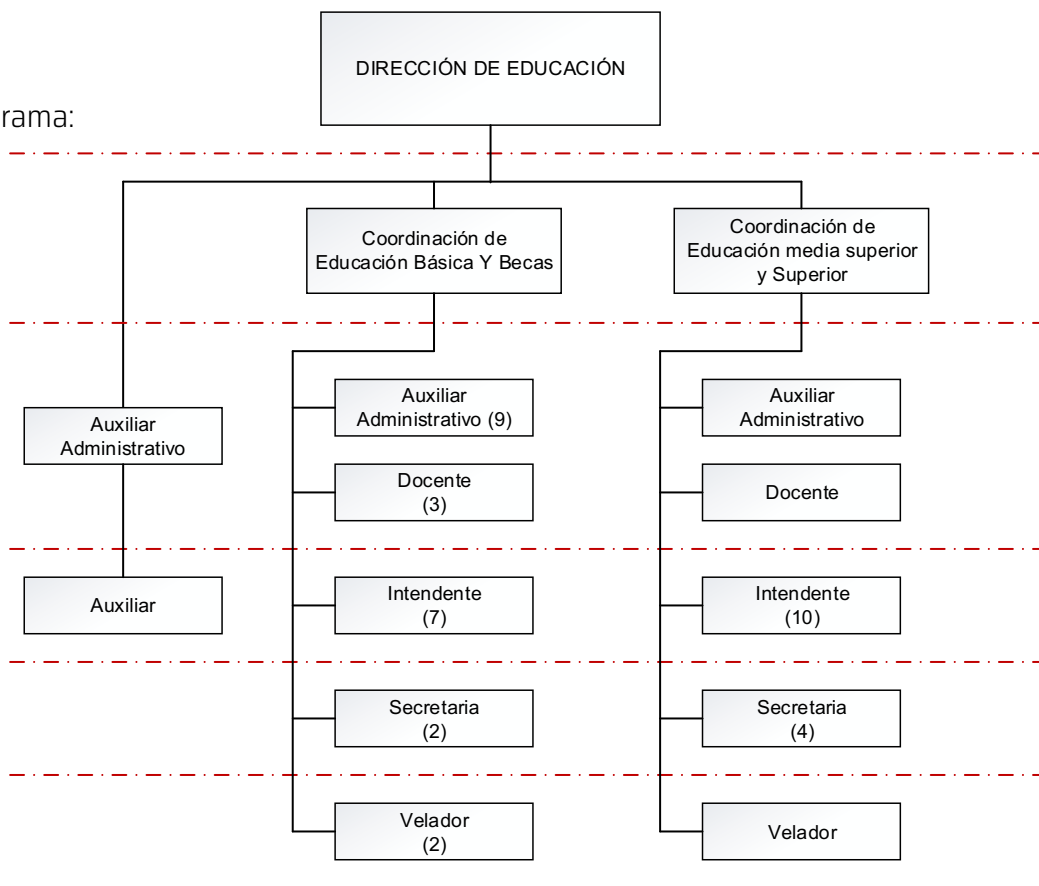 DIRECCIÓN DE EDUCACIÓN
rama:
Coordinación de
Educación Básica Y Becas
Coordinación de
Educación media superior
y Superior
Auxiliar
Administrativo
Auxiliar
Auxiliar
Administrativo (9)
Docente
(3)
Intendente
(7)
Secretaria
(2)
Velador
(2)
Auxiliar
Administrativo
Docente
Intendente
(10)
Secretaria
(4)
Velador